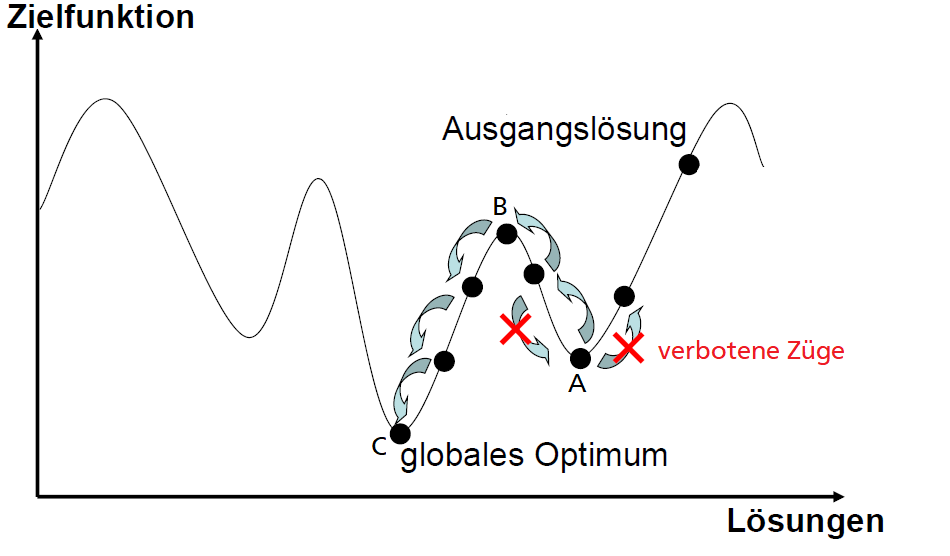 Zielfunktion
Ausgangslösung
B
verbotene Züge
A
C
globales Optimum
Lösungen